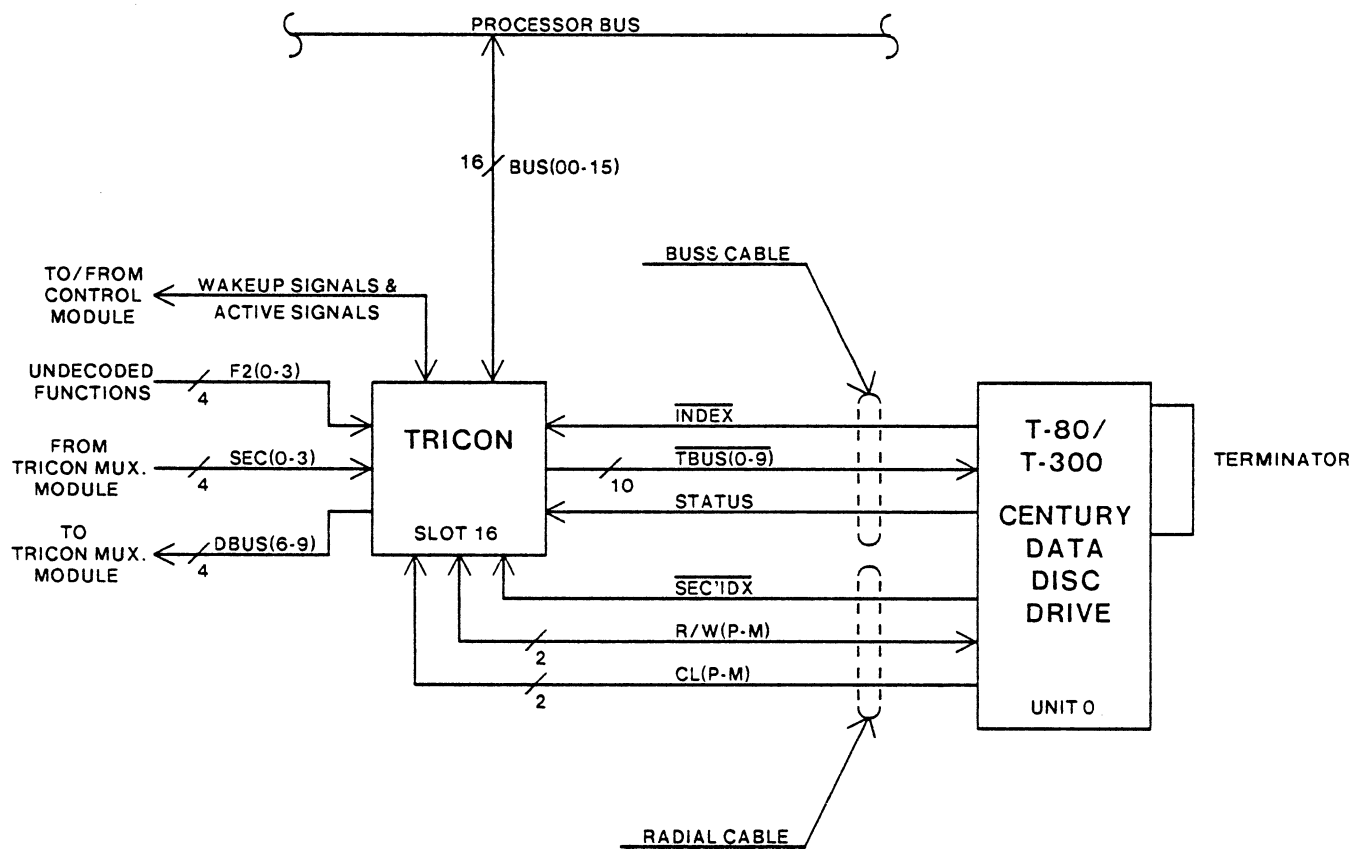 PROCESSOR BUS
16
BUS(00-15)
BUSS CABLE
TO/FROM
CONTROL
MODULE
WAKEUP SIGNALS &
ACTIVE SIGNALS
UNDECODED
FUNCTIONS
F2(0-3)
4
FROM
TRICON MUX.
MODULE
SEC(0-3)
4
TO
TRICON MUX.
MODULE
DBUS(6-9)
4
TRICON
SLOT 16
INDEX
TBUS(0-9)
10
STATUS
SEC'IDX
R/W(P-M)
2
CL(P-M)
2
T-80/
T-300
CENTURY
DATA
DISC
DRIVE
UNIT 0
TERMINATOR
RADIAL CABLE